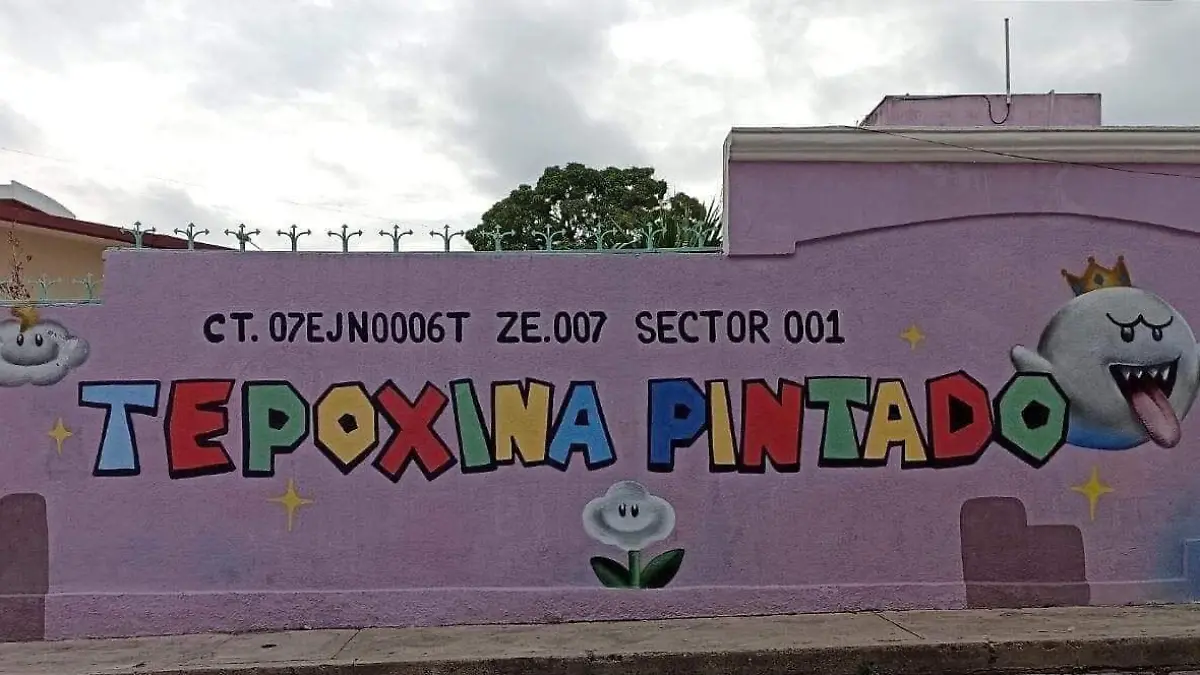 CT. 07EJN0006T ZE.007 SECTOR 001
TEPOXINA PINTADO